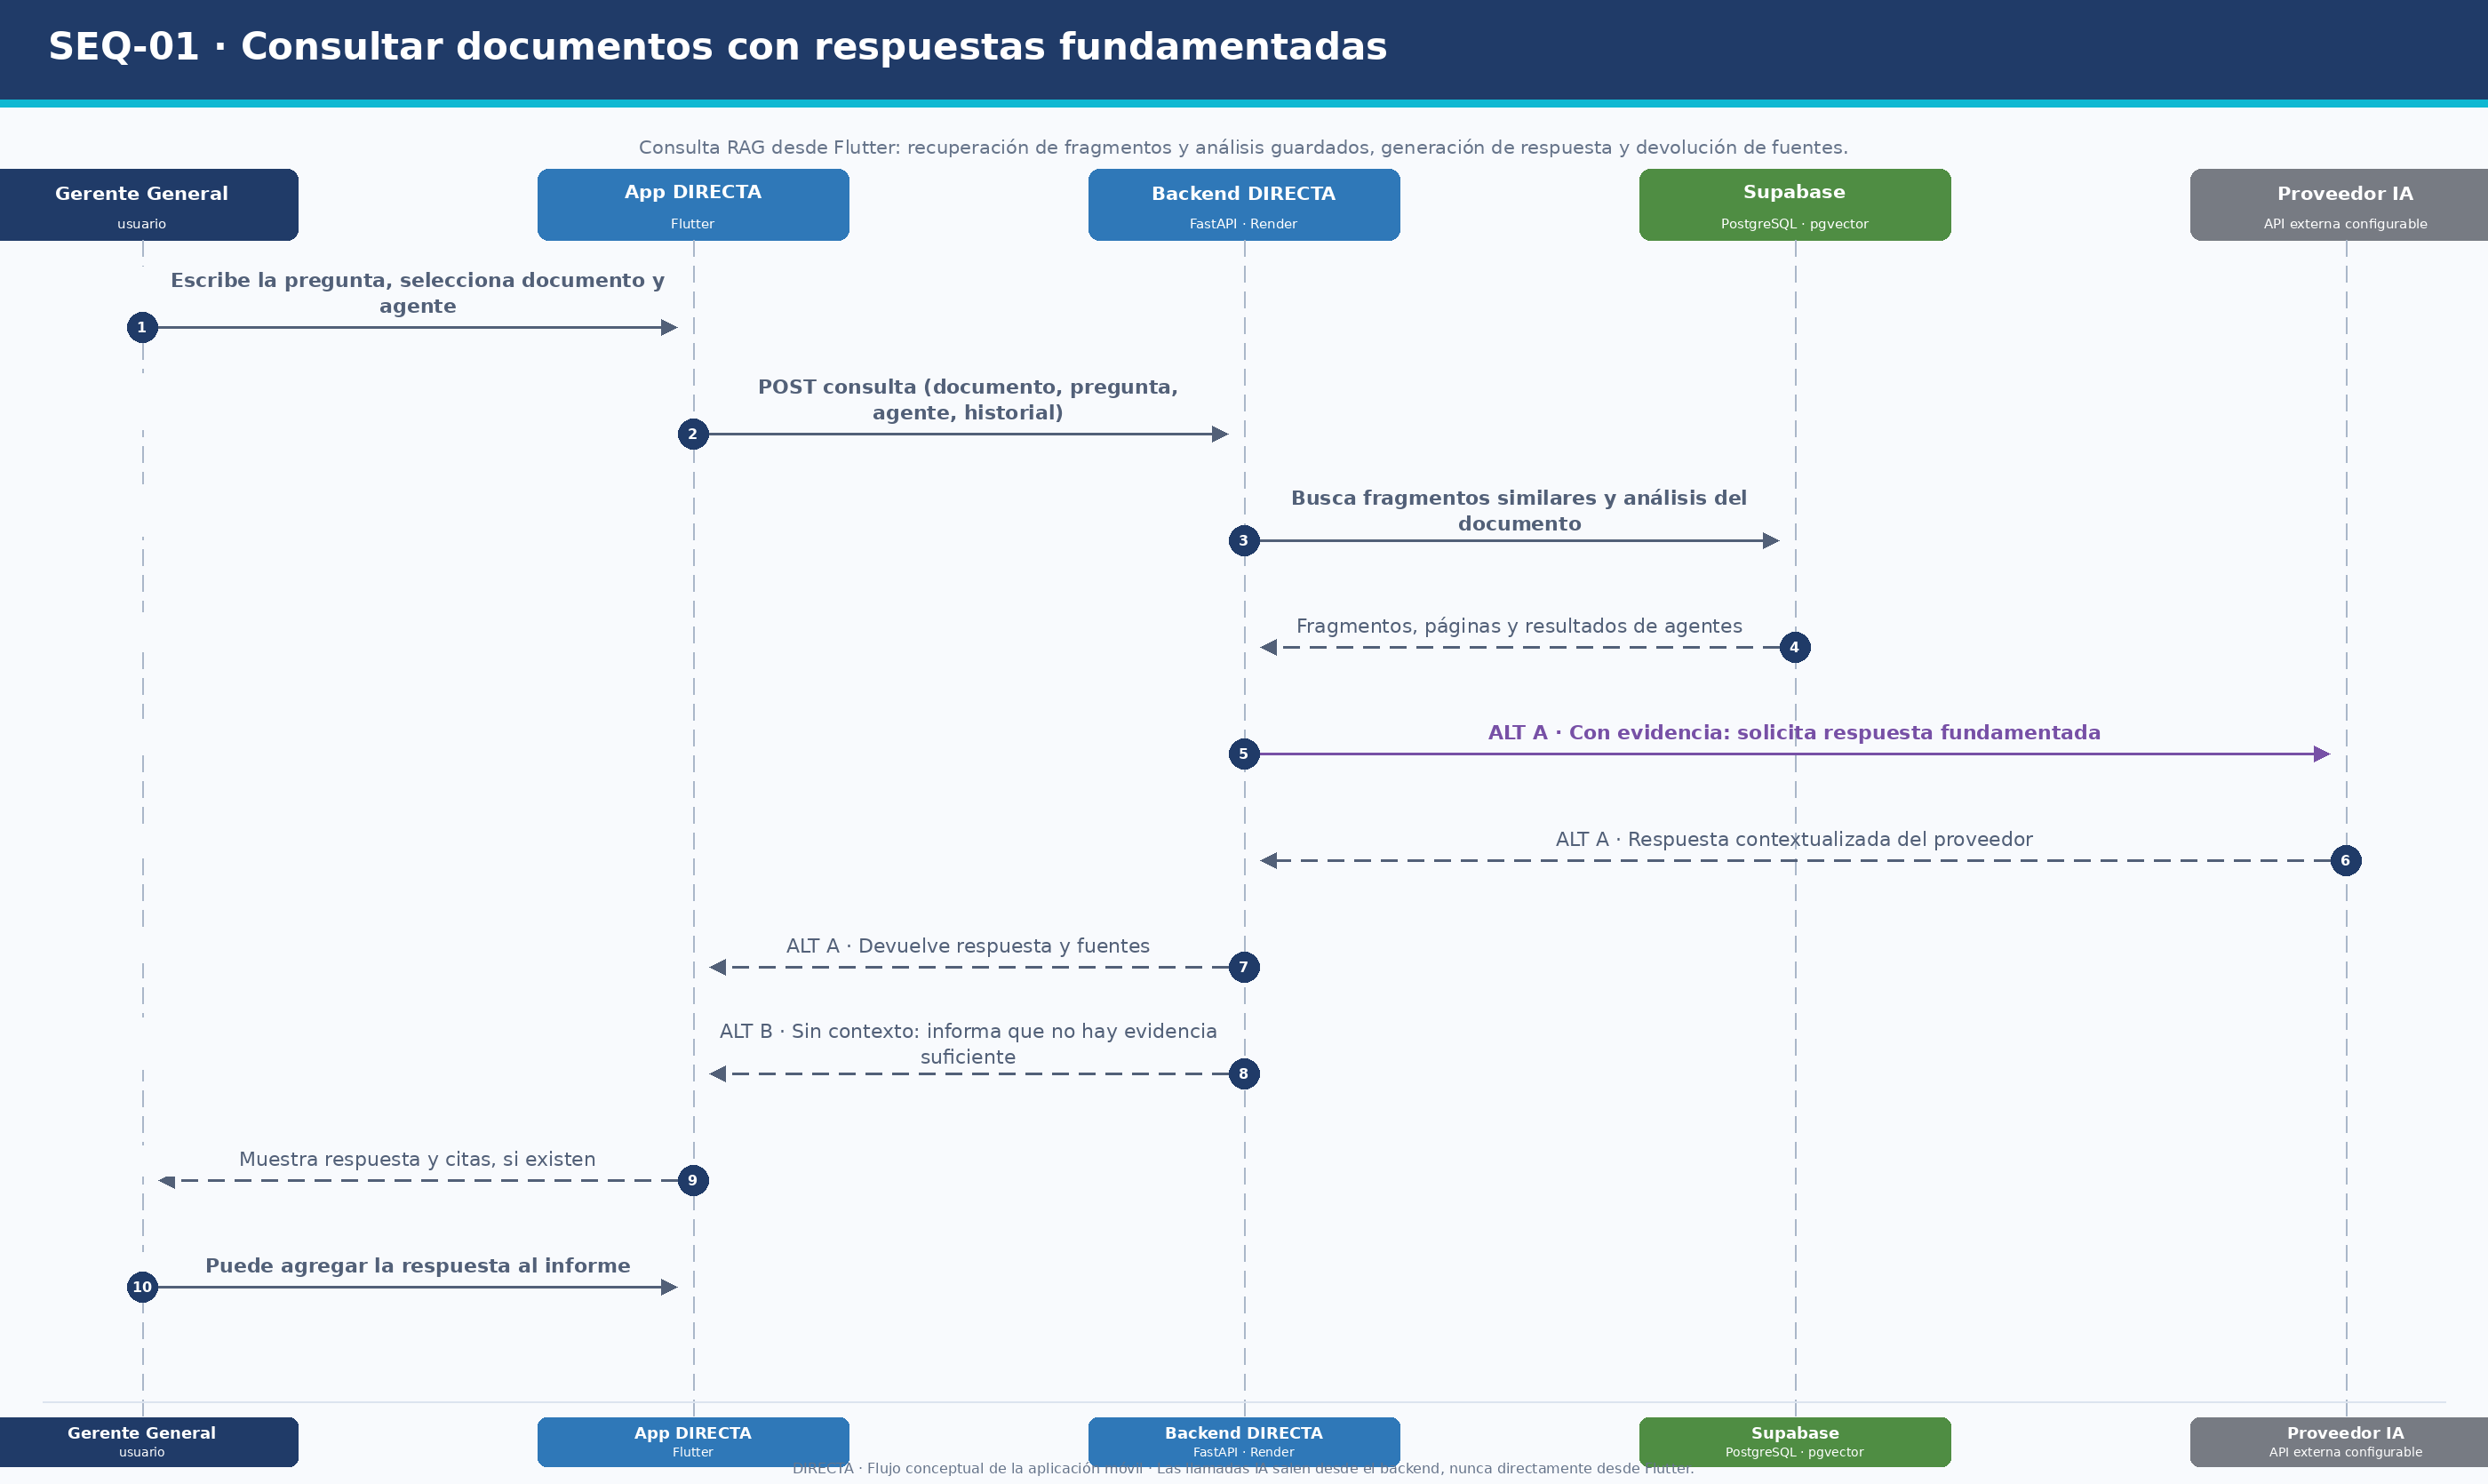 SEQ-01 · Consultar documentos con respuestas fundamentadas
Consulta RAG desde Flutter: recuperación de fragmentos y análisis guardados, generación de respuesta y devolución de fuentes.
Gerente General
usuario
App DIRECTA
Flutter
Backend DIRECTA
FastAPI · Render
Supabase
PostgreSQL · pgvector
Proveedor IA
API externa configurable
Escribe la pregunta, selecciona documento y
agente
1
POST consulta (documento, pregunta,
agente, historial)
2
Busca fragmentos similares y análisis del
documento
3
Fragmentos, páginas y resultados de agentes
4
ALT A · Con evidencia: solicita respuesta fundamentada
5
ALT A · Respuesta contextualizada del proveedor
6
ALT A · Devuelve respuesta y fuentes
7
ALT B · Sin contexto: informa que no hay evidencia
suficiente
8
Muestra respuesta y citas, si existen
9
Puede agregar la respuesta al informe
10
Gerente General
usuario
App DIRECTA
Flutter
Backend DIRECTA
FastAPI · Render
Supabase
PostgreSQL · pgvector
Proveedor IA
API externa configurable
DIRECTA · Flujo conceptual de la aplicación móvil · Las llamadas IA salen desde el backend, nunca directamente desde Flutter.